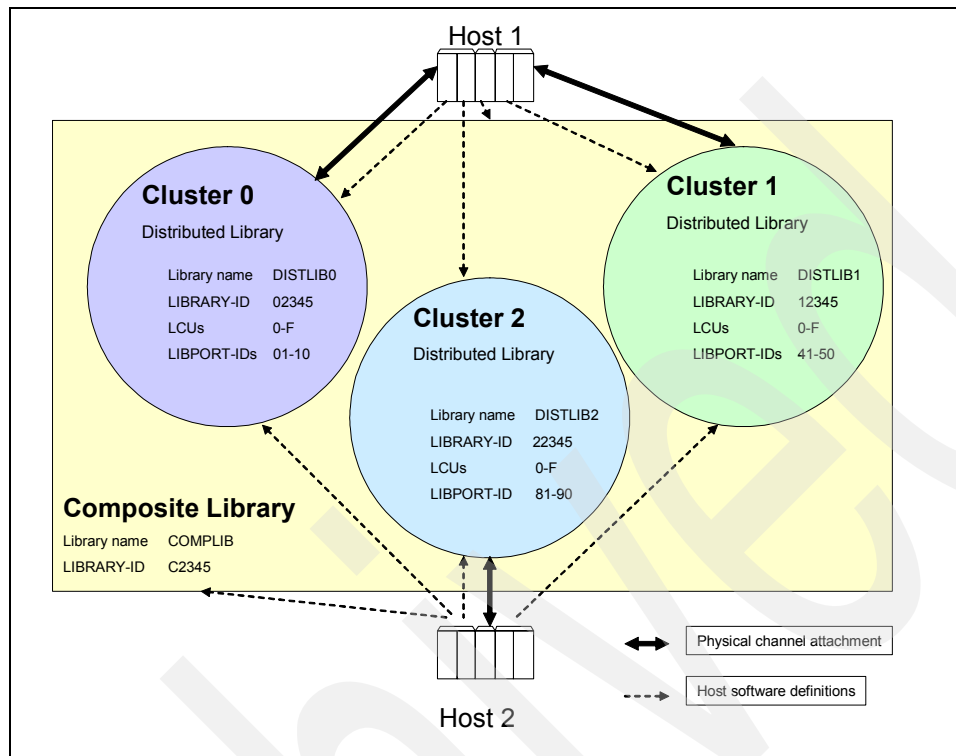 Host 1
Cluster 0
Distributed Library
Library name DISTLIB0
LIBRARY-ID 02345
LCUs 0-F
LIBPORT-IDs 01-10
Cluster 1
Distributed Library
Library name DISTLIB1
LIBRARY-ID 12345
LCUs 0-F
LIBPORT-IDs 41-50
Cluster 2
Distributed Library
Library name DISTLIB2
LIBRARY-ID 22345
LCUs 0-F
LIBPORT-ID 81-90
Composite Library
Library name COMPLIB
LIBRARY-ID C2345
Host 2
Physical channel attachment
Host software definitions